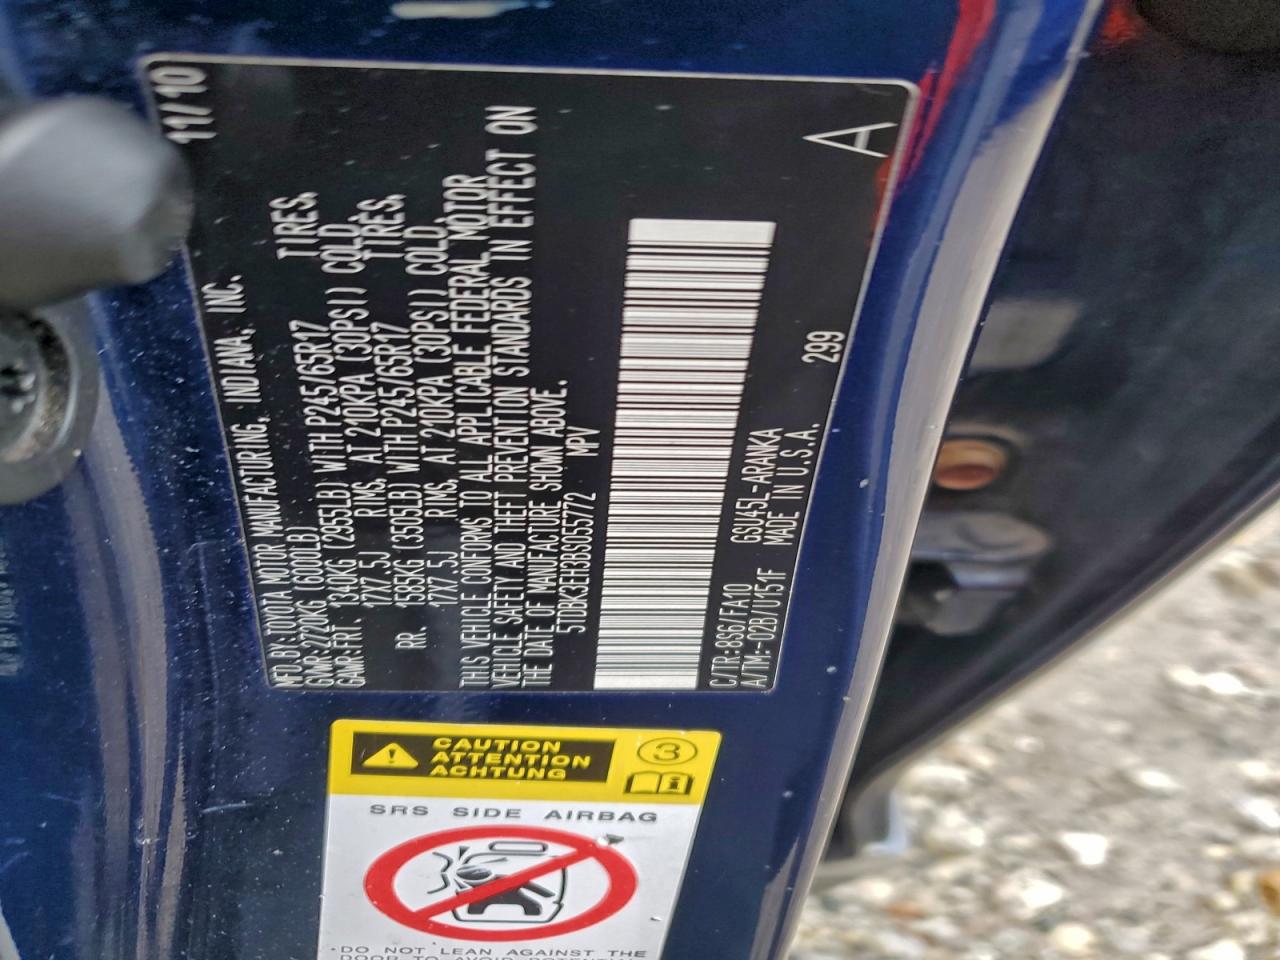 MFD.BY:TOYOTA MOTOR MANUFACTURING, INDIANA, INC. 11/10
GVWR:2720KG (6000LB)
GAWR:FRT. 1340KG (2955LB) WITH P245/65R17 TIRES.
17X7.5J RIMS, AT 210KPA (30PSI) COLD.
RR. 1585KG (3505LB) WITH P245/65R17 TIRES.
17X7.5J RIMS, AT 210KPA (30PSI) COLD.
THIS VEHICLE CONFORMS TO ALL APPLICABLE FEDERAL MOTOR
VEHICLE SAFETY AND THEFT PREVENTION STANDARDS IN EFFECT ON
THE DATE OF MANUFACTURE SHOWN ABOVE.
5TDBK3EH3BS055772 MPV
C/TR:8S6/FA10 GSU45L-ARANKA
A/TM:-02B/U151F MADE IN U.S.A. 299
A
CAUTION
ATTENTION
ACHTUNG
3
i
SRS SIDE AIRBAG
·DO NOT LEAN AGAINST THE
DOOR TO AVOID POTENTIAL